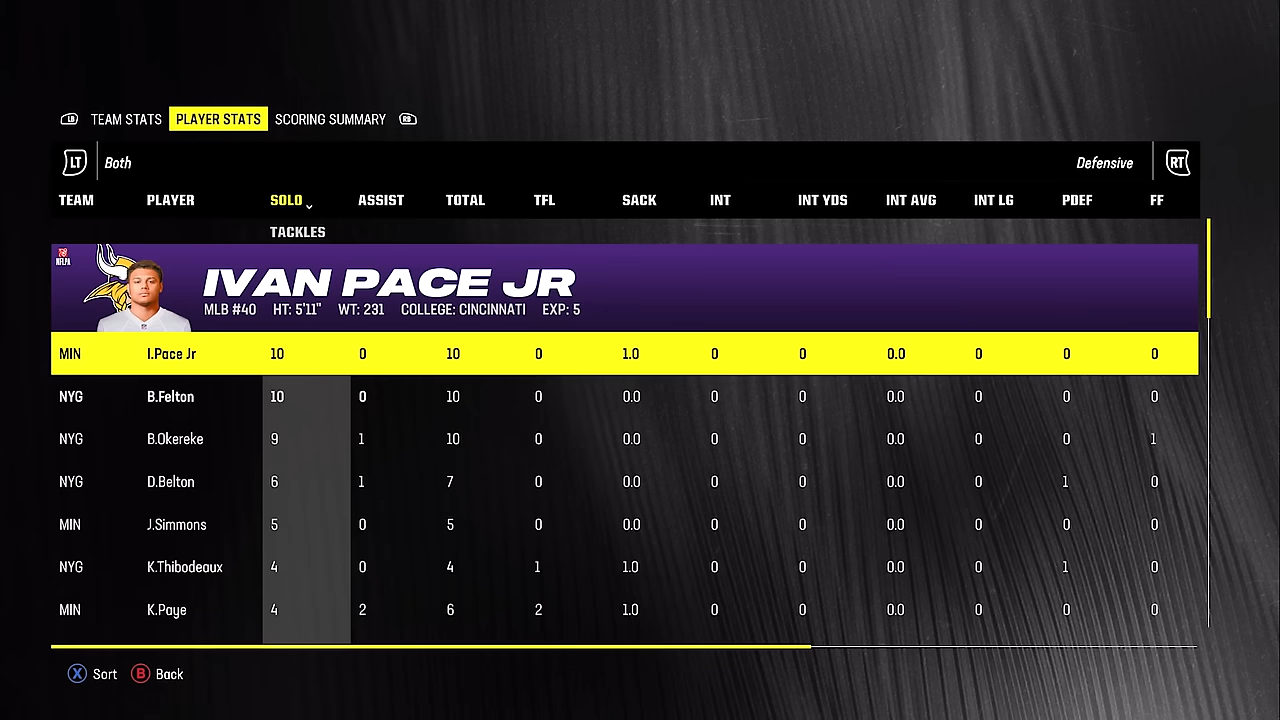 LB TEAM STATS PLAYER STATS SCORING SUMMARY RB
LT Both Defensive RT
TEAM PLAYER SOLO ASSIST TOTAL TFL SACK INT INT YDS INT AVG INT LG PDEF FF
TACKLES
NFLPA
IVAN PACE JR
MLB #40 HT: 5'11" WT: 231 COLLEGE: CINCINNATI EXP: 5
MIN I.Pace Jr 10 0 10 0 1.0 0 0 0.0 0 0 0
NYG B.Felton 10 0 10 0 0.0 0 0 0.0 0 0 0
NYG B.Okereke 9 1 10 0 0.0 0 0 0.0 0 0 1
NYG D.Belton 6 1 7 0 0.0 0 0 0.0 0 1 0
MIN J.Simmons 5 0 5 0 0.0 0 0 0.0 0 0 0
NYG K.Thibodeaux 4 0 4 1 1.0 0 0 0.0 0 1 0
MIN K.Paye 4 2 6 2 1.0 0 0 0.0 0 0 0
X Sort B Back